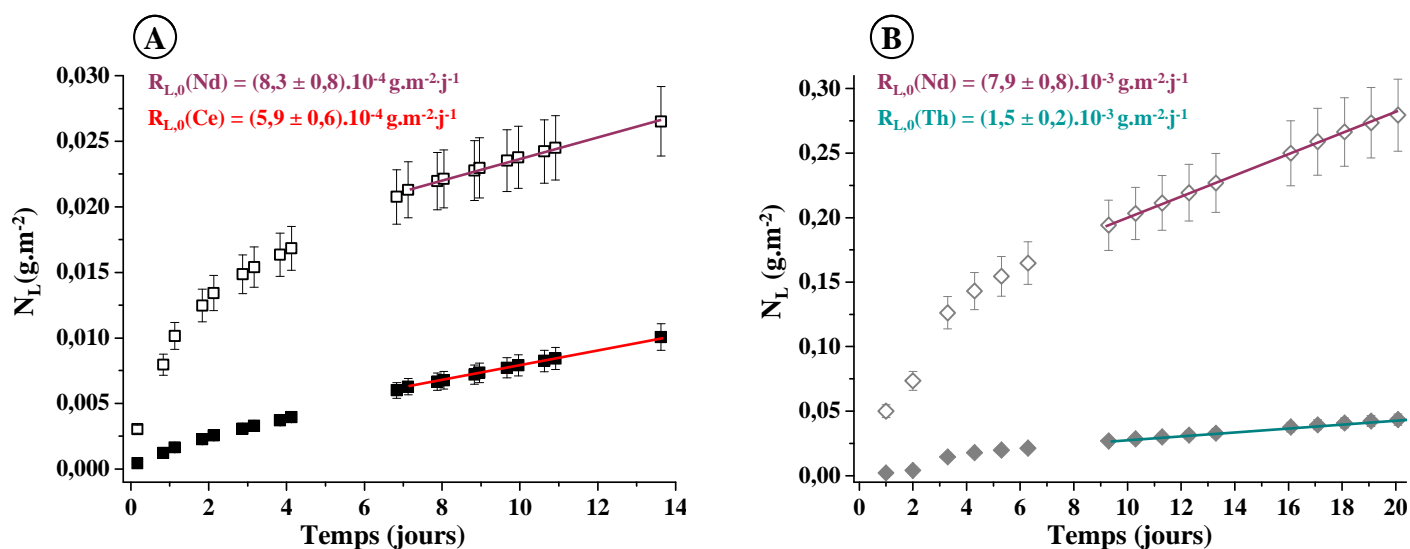 A
R_L,0(Nd) = (8,3 ± 0,8).10^-4 g.m^-2.j^-1
R_L,0(Ce) = (5,9 ± 0,6).10^-4 g.m^-2.j^-1
0,030
0,025
0,020
0,015
0,010
0,005
0,000
N_L (g.m^-2)
0 2 4 6 8 10 12 14
Temps (jours)
B
R_L,0(Nd) = (7,9 ± 0,8).10^-3 g.m^-2.j^-1
R_L,0(Th) = (1,5 ± 0,2).10^-3 g.m^-2.j^-1
0,30
0,25
0,20
0,15
0,10
0,05
0,00
N_L (g.m^-2)
0 2 4 6 8 10 12 14 16 18 20
Temps (jours)